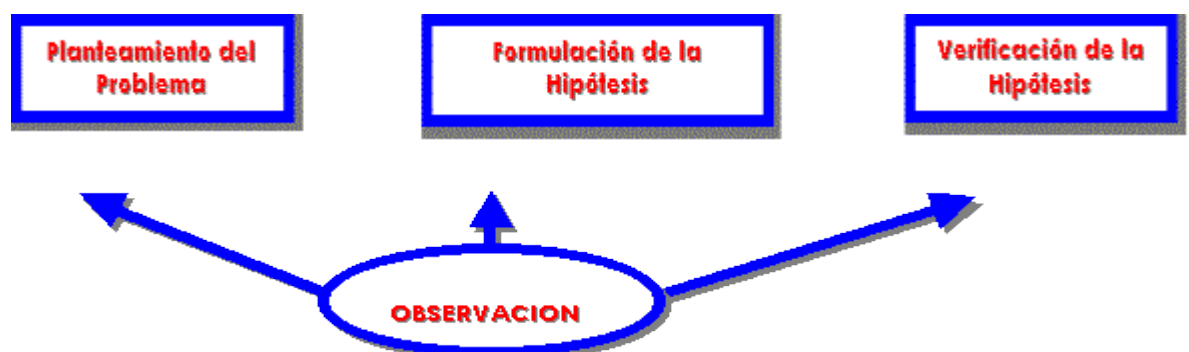 Planteamiento del
Problema
Formulación de la
Hipótesis
Verificación de la
Hipótesis
OBSERVACION